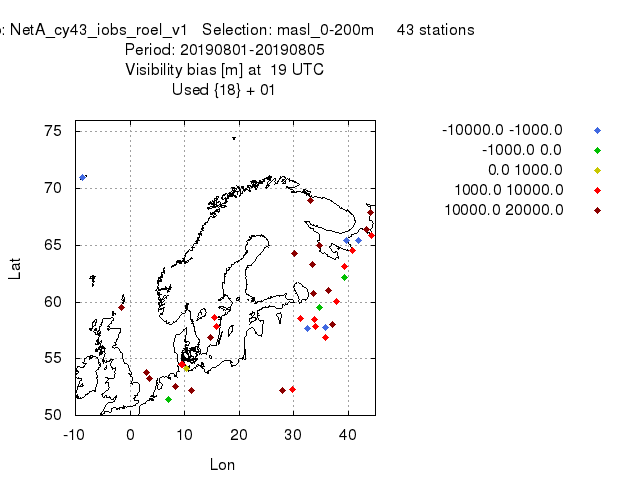 : NetA_cy43_iobs_roel_v1 Selection: masl_0-200m 43 stations
Period: 20190801-20190805
Visibility bias [m] at 19 UTC
Used {18} + 01
-10000.0 -1000.0
-1000.0 0.0
0.0 1000.0
1000.0 10000.0
10000.0 20000.0
75
70
65
60
55
50
Lat
-10 0 10 20 30 40
Lon